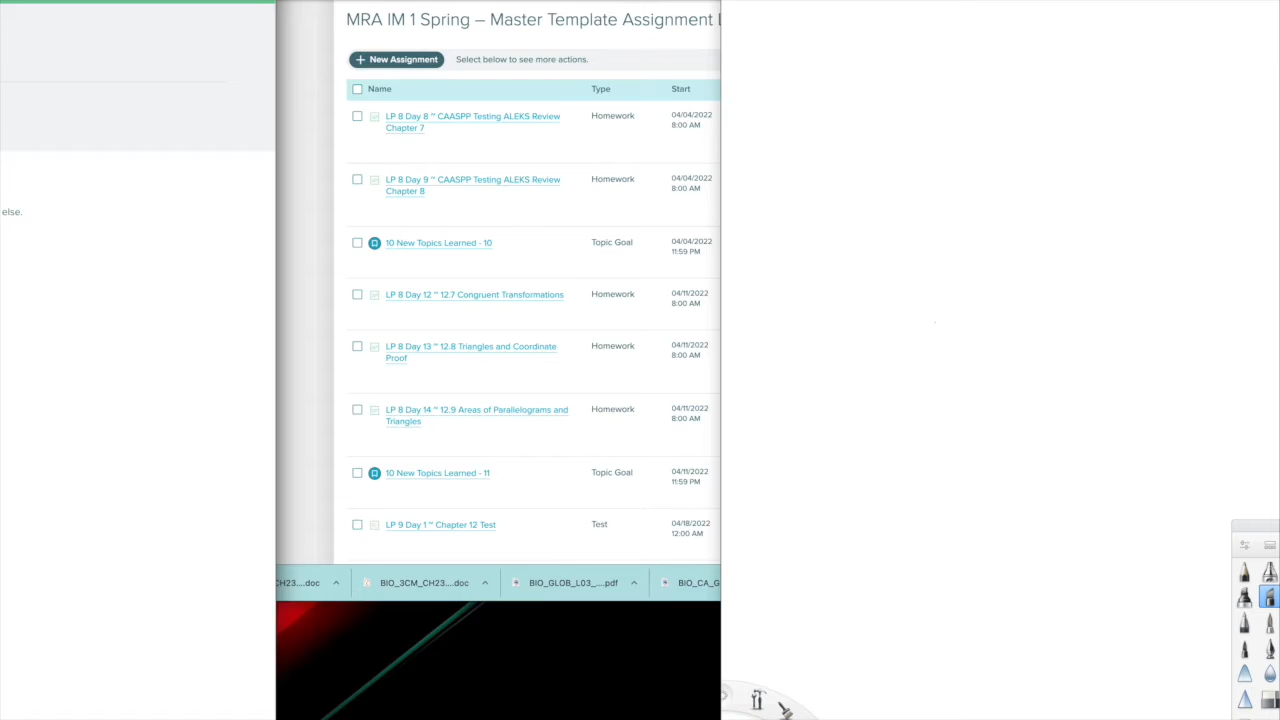 else.
MRA IM 1 Spring – Master Template Assignment
New Assignment
Select below to see more actions.
Name Type Start
LP 8 Day 8 ~ CAASPP Testing ALEKS Review
Chapter 7
Homework
04/04/2022
8:00 AM
LP 8 Day 9 ~ CAASPP Testing ALEKS Review
Chapter 8
Homework
04/04/2022
8:00 AM
10 New Topics Learned - 10
Topic Goal
04/04/2022
11:59 PM
LP 8 Day 12 ~ 12.7 Congruent Transformations
Homework
04/11/2022
8:00 AM
LP 8 Day 13 ~ 12.8 Triangles and Coordinate
Proof
Homework
04/11/2022
8:00 AM
LP 8 Day 14 ~ 12.9 Areas of Parallelograms and
Triangles
Homework
04/11/2022
8:00 AM
10 New Topics Learned - 11
Topic Goal
04/11/2022
11:59 PM
LP 9 Day 1 ~ Chapter 12 Test
Test
04/18/2022
12:00 AM
CH23....doc
BIO_3CM_CH23....doc
BIO_GLOB_L03_....pdf
BIO_CA_G